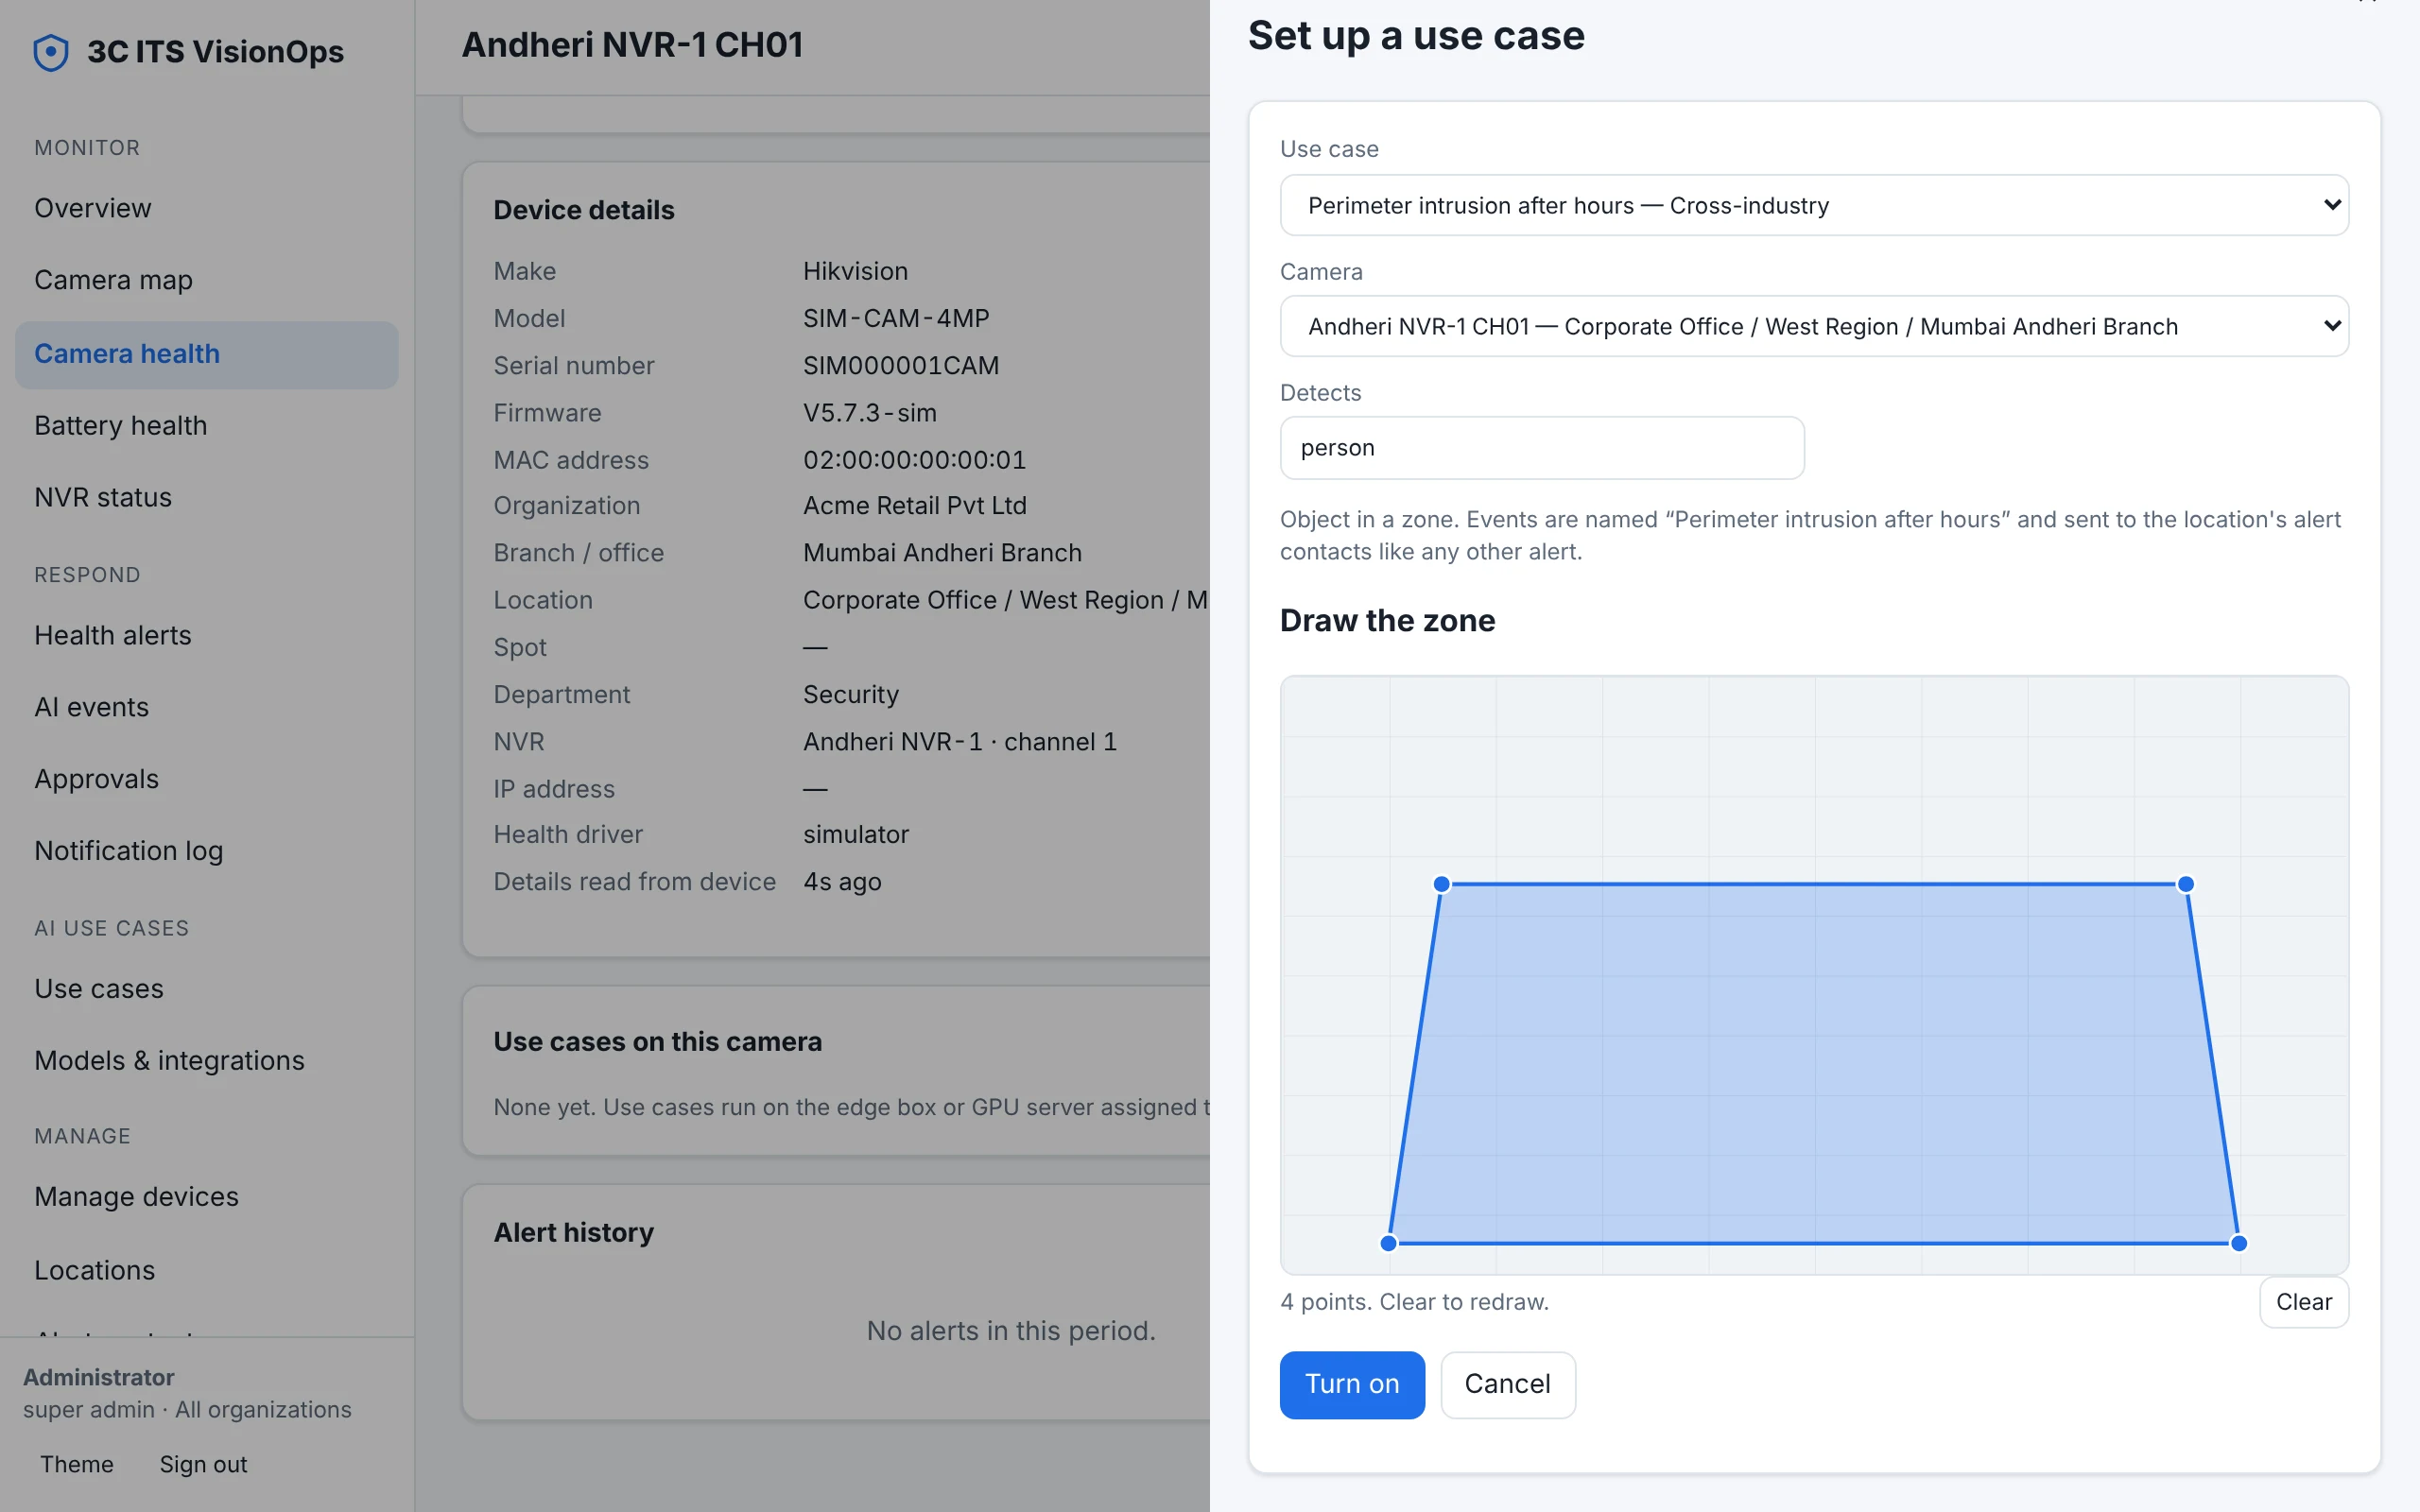 3C ITS VisionOps
MONITOR
Overview
Camera map
Camera health
Battery health
NVR status
RESPOND
Health alerts
AI events
Approvals
Notification log
AI USE CASES
Use cases
Models & integrations
MANAGE
Manage devices
Locations
Administrator
super admin · All organizations
Theme
Sign out
Andheri NVR-1 CH01
Device details
Make Hikvision
Model SIM-CAM-4MP
Serial number SIM000001CAM
Firmware V5.7.3-sim
MAC address 02:00:00:00:00:01
Organization Acme Retail Pvt Ltd
Branch / office Mumbai Andheri Branch
Location Corporate Office / West Region / M
Spot —
Department Security
NVR Andheri NVR-1 · channel 1
IP address —
Health driver simulator
Details read from device 4s ago
Use cases on this camera
None yet. Use cases run on the edge box or GPU server assigned t
Alert history
No alerts in this period.
Set up a use case
Use case
Perimeter intrusion after hours — Cross-industry
Camera
Andheri NVR-1 CH01 — Corporate Office / West Region / Mumbai Andheri Branch
Detects
person
Object in a zone. Events are named “Perimeter intrusion after hours” and sent to the location's alert
contacts like any other alert.
Draw the zone
4 points. Clear to redraw.
Clear
Turn on
Cancel